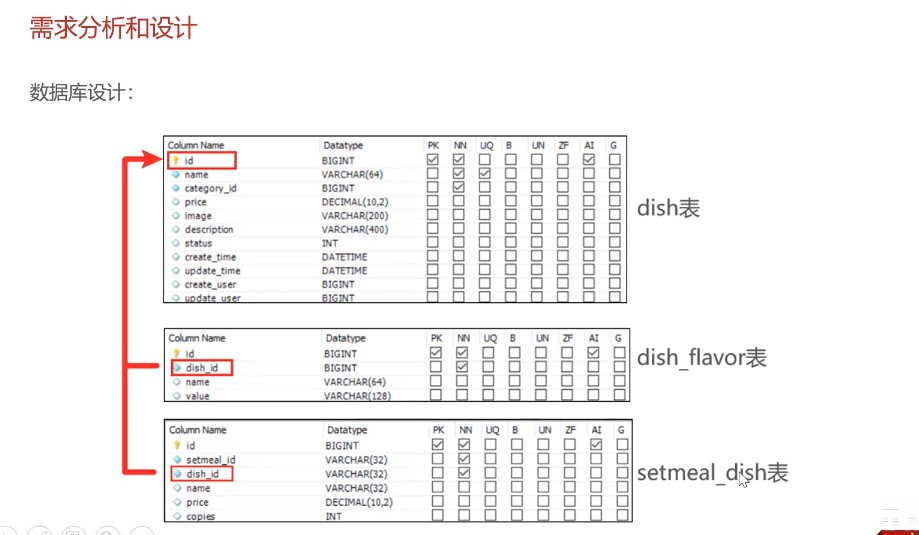 需求分析和设计
数据库设计：
Column Name Datatype PK NN UQ B UN ZF AI G
id BIGINT
name VARCHAR(64)
category_id BIGINT
price DECIMAL(10,2)
image VARCHAR(200)
description VARCHAR(400)
status INT
create_time DATETIME
update_time DATETIME
create_user BIGINT
update_user BIGINT
dish表
Column Name Datatype PK NN UQ B UN ZF AI G
id BIGINT
dish_id BIGINT
name VARCHAR(64)
value VARCHAR(128)
dish_flavor表
Column Name Datatype PK NN UQ B UN ZF AI G
id BIGINT
setmeal_id VARCHAR(32)
dish_id VARCHAR(32)
name VARCHAR(32)
price DECIMAL(10,2)
copies INT
setmeal_dish表